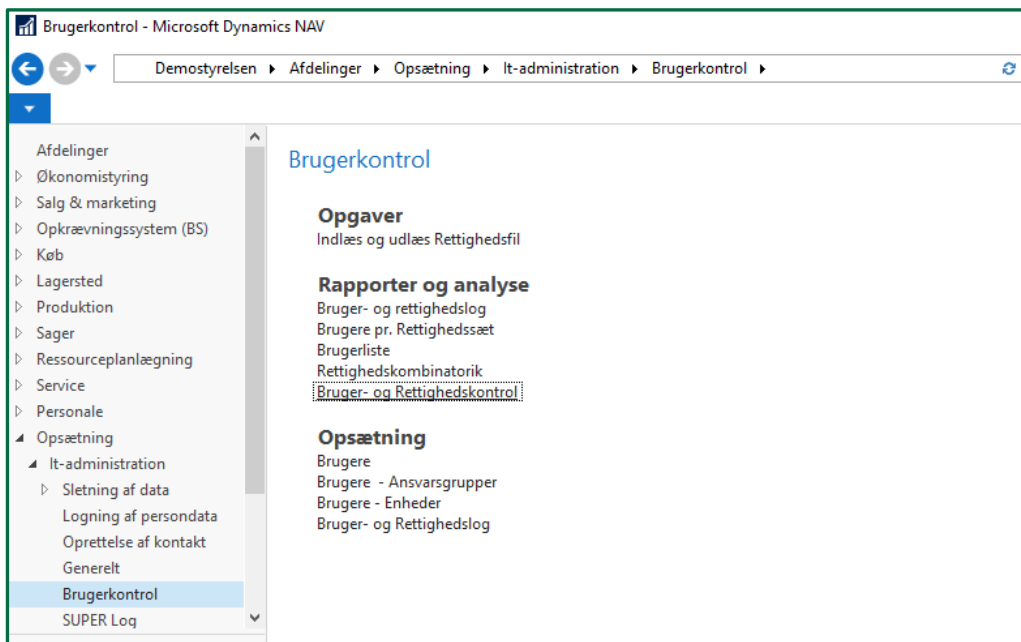 Brugerkontrol - Microsoft Dynamics NAV
Demostyrelsen Afdelinger Opsætning It-administration Brugerkontrol
Afdelinger
Økonomistyring
Salg & marketing
Opkrævningssystem (BS)
Køb
Lagersted
Produktion
Sager
Ressourceplanlægning
Service
Personale
Opsætning
It-administration
Sletning af data
Logning af persondata
Oprettelse af kontakt
Generelt
Brugerkontrol
SUPER Log
Brugerkontrol
Opgaver
Indlæs og udlæs Rettighedsfil
Rapporter og analyse
Bruger- og rettighedslog
Brugere pr. Rettighedssæt
Brugerliste
Rettighedskombinatorik
Bruger- og Rettighedskontrol
Opsætning
Brugere
Brugere - Ansvarsgrupper
Brugere - Enheder
Bruger- og Rettighedslog